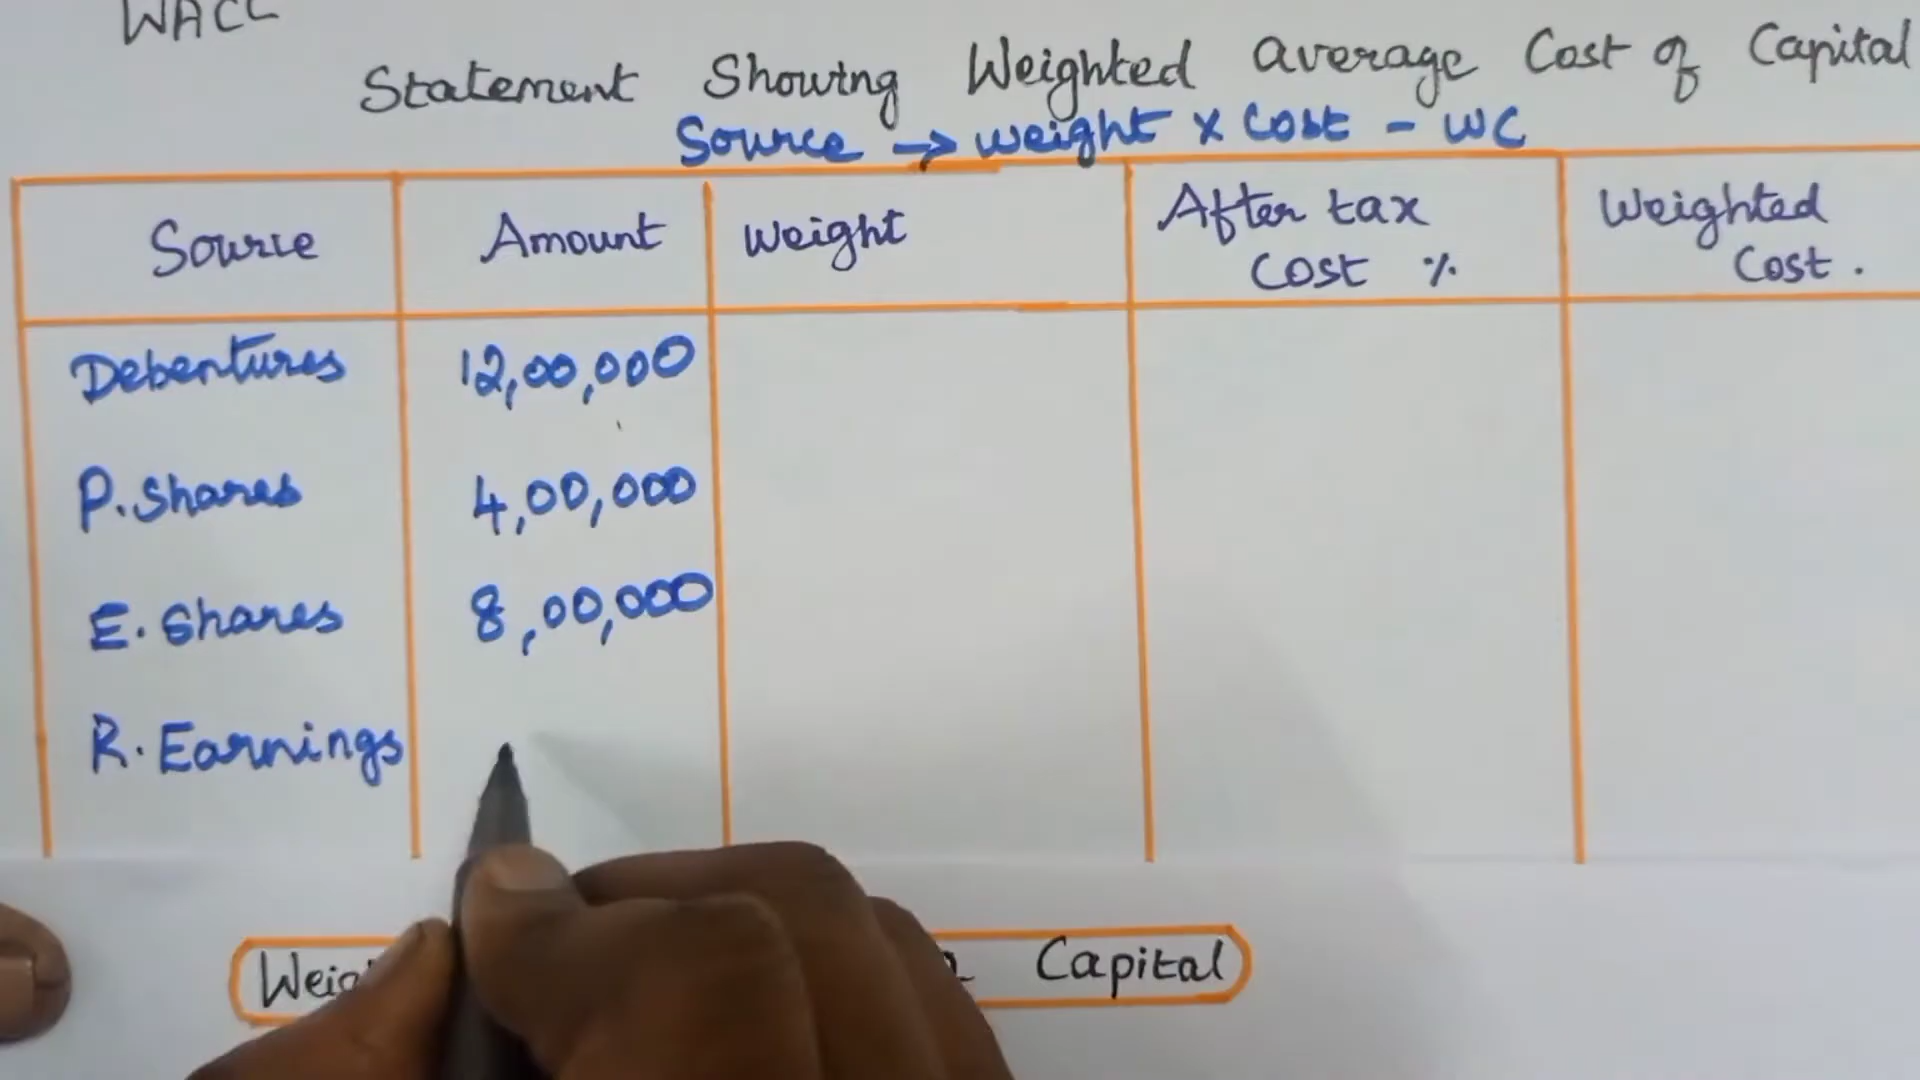 WACC
Statement Showing Weighted average Cost of Capital
Source → weight x Cost - WC
Source Amount Weight After tax Cost % Weighted Cost.
Debentures 12,00,000
P. Shares 4,00,000
E. Shares 8,00,000
R. Earnings
Capital